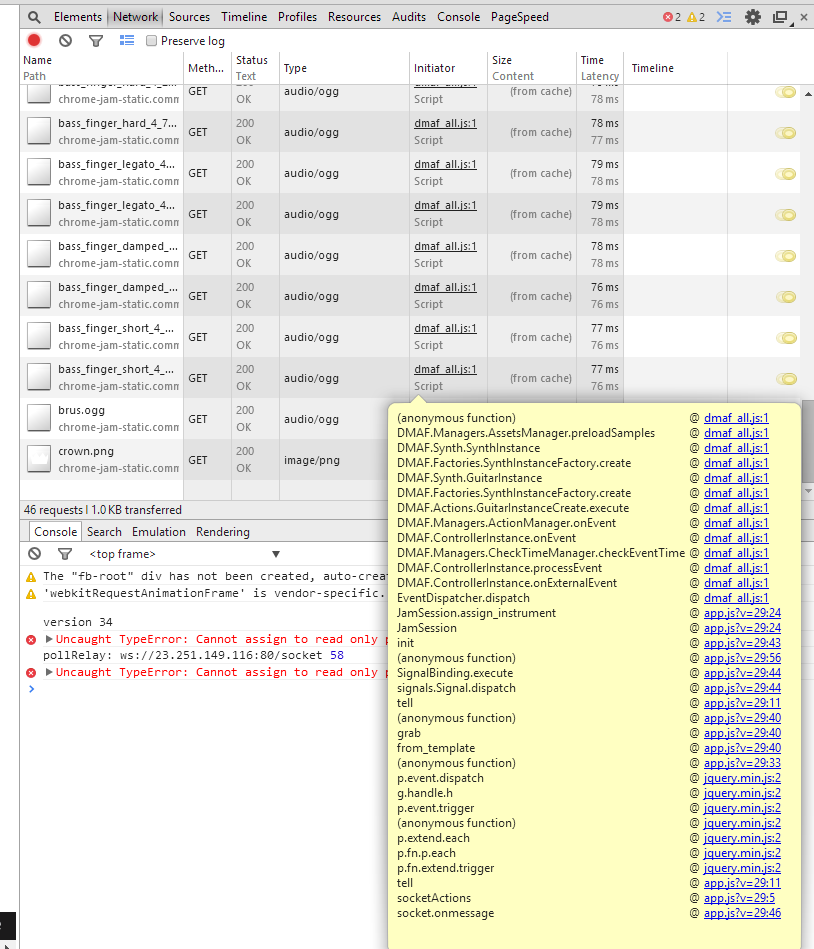 Elements Network Sources Timeline Profiles Resources Audits Console PageSpeed 2 2
Preserve log
Name Path Meth... Status Text Type Initiator Size Content Time Latency Timeline
GET audio/ogg (from cache)
chrome-jam-static.comm OK Script 78 ms
bass_finger_hard_4_7... GET 200 audio/ogg dmaf_all.js:1 (from cache) 78 ms
chrome-jam-static.comm OK Script 77 ms
bass_finger_legato_4... GET 200 audio/ogg dmaf_all.js:1 (from cache) 79 ms
chrome-jam-static.comm OK Script 78 ms
bass_finger_legato_4... GET 200 audio/ogg dmaf_all.js:1 (from cache) 79 ms
chrome-jam-static.comm OK Script 78 ms
bass_finger_damped_... GET 200 audio/ogg dmaf_all.js:1 (from cache) 78 ms
chrome-jam-static.comm OK Script 78 ms
bass_finger_damped_... GET 200 audio/ogg dmaf_all.js:1 (from cache) 76 ms
chrome-jam-static.comm OK Script 76 ms
bass_finger_short_4_... GET 200 audio/ogg dmaf_all.js:1 (from cache) 77 ms
chrome-jam-static.comm OK Script 76 ms
bass_finger_short_4_... GET 200 audio/ogg dmaf_all.js:1 (from cache) 77 ms
chrome-jam-static.comm OK Script 76 ms
brus.ogg GET 200 audio/ogg
chrome-jam-static.comm OK
crown.png GET 200 image/png
chrome-jam-static.comm OK
46 requests I 1.0 KB transferred
Console Search Emulation Rendering
<top frame>
The "fb-root" div has not been created, auto-crea
'webkitRequestAnimationFrame' is vendor-specific.
version 34
Uncaught TypeError: Cannot assign to read only p
pollRelay: ws://23.251.149.116:80/socket 58
Uncaught TypeError: Cannot assign to read only p
(anonymous function) @ dmaf_all.js:1
DMAF.Managers.AssetsManager.preloadSamples @ dmaf_all.js:1
DMAF.Synth.SynthInstance @ dmaf_all.js:1
DMAF.Factories.SynthInstanceFactory.create @ dmaf_all.js:1
DMAF.Synth.GuitarInstance @ dmaf_all.js:1
DMAF.Factories.SynthInstanceFactory.create @ dmaf_all.js:1
DMAF.Actions.GuitarInstanceCreate.execute @ dmaf_all.js:1
DMAF.Managers.ActionManager.onEvent @ dmaf_all.js:1
DMAF.ControllerInstance.onEvent @ dmaf_all.js:1
DMAF.Managers.CheckTimeManager.checkEventTime @ dmaf_all.js:1
DMAF.ControllerInstance.processEvent @ dmaf_all.js:1
DMAF.ControllerInstance.onExternalEvent @ dmaf_all.js:1
EventDispatcher.dispatch @ dmaf_all.js:1
JamSession.assign_instrument @ app.js?v=29:24
JamSession @ app.js?v=29:24
init @ app.js?v=29:43
(anonymous function) @ app.js?v=29:56
SignalBinding.execute @ app.js?v=29:44
signals.Signal.dispatch @ app.js?v=29:44
tell @ app.js?v=29:11
(anonymous function) @ app.js?v=29:40
grab @ app.js?v=29:40
from_template @ app.js?v=29:40
(anonymous function) @ app.js?v=29:33
p.event.dispatch @ jquery.min.js:2
g.handle.h @ jquery.min.js:2
p.event.trigger @ jquery.min.js:2
(anonymous function) @ jquery.min.js:2
p.extend.each @ jquery.min.js:2
p.fn.p.each @ jquery.min.js:2
p.fn.extend.trigger @ jquery.min.js:2
tell @ app.js?v=29:11
socketActions @ app.js?v=29:5
socket.onmessage @ app.js?v=29:46